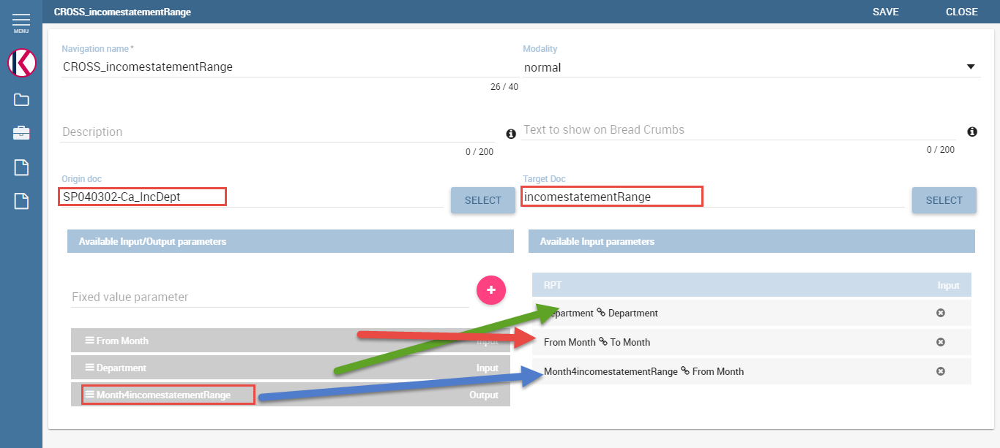 CROSS_incomestatementRange
SAVE
CLOSE
MENU
Navigation name *
Modality
CROSS_incomestatementRange
normal
26 / 40
Description
Text to show on Bread Crumbs
0 / 200
0 / 200
Origin doc
Target Doc
SP040302-Ca_IncDept
SELECT
incomestatementRange
SELECT
Available Input/Output parameters
Available Input parameters
Fixed value parameter
RPT
Input
Department Department
From Month To Month
Month4incomestatementRange From Month
From Month
Input
Department
Input
Month4incomestatementRange
Output